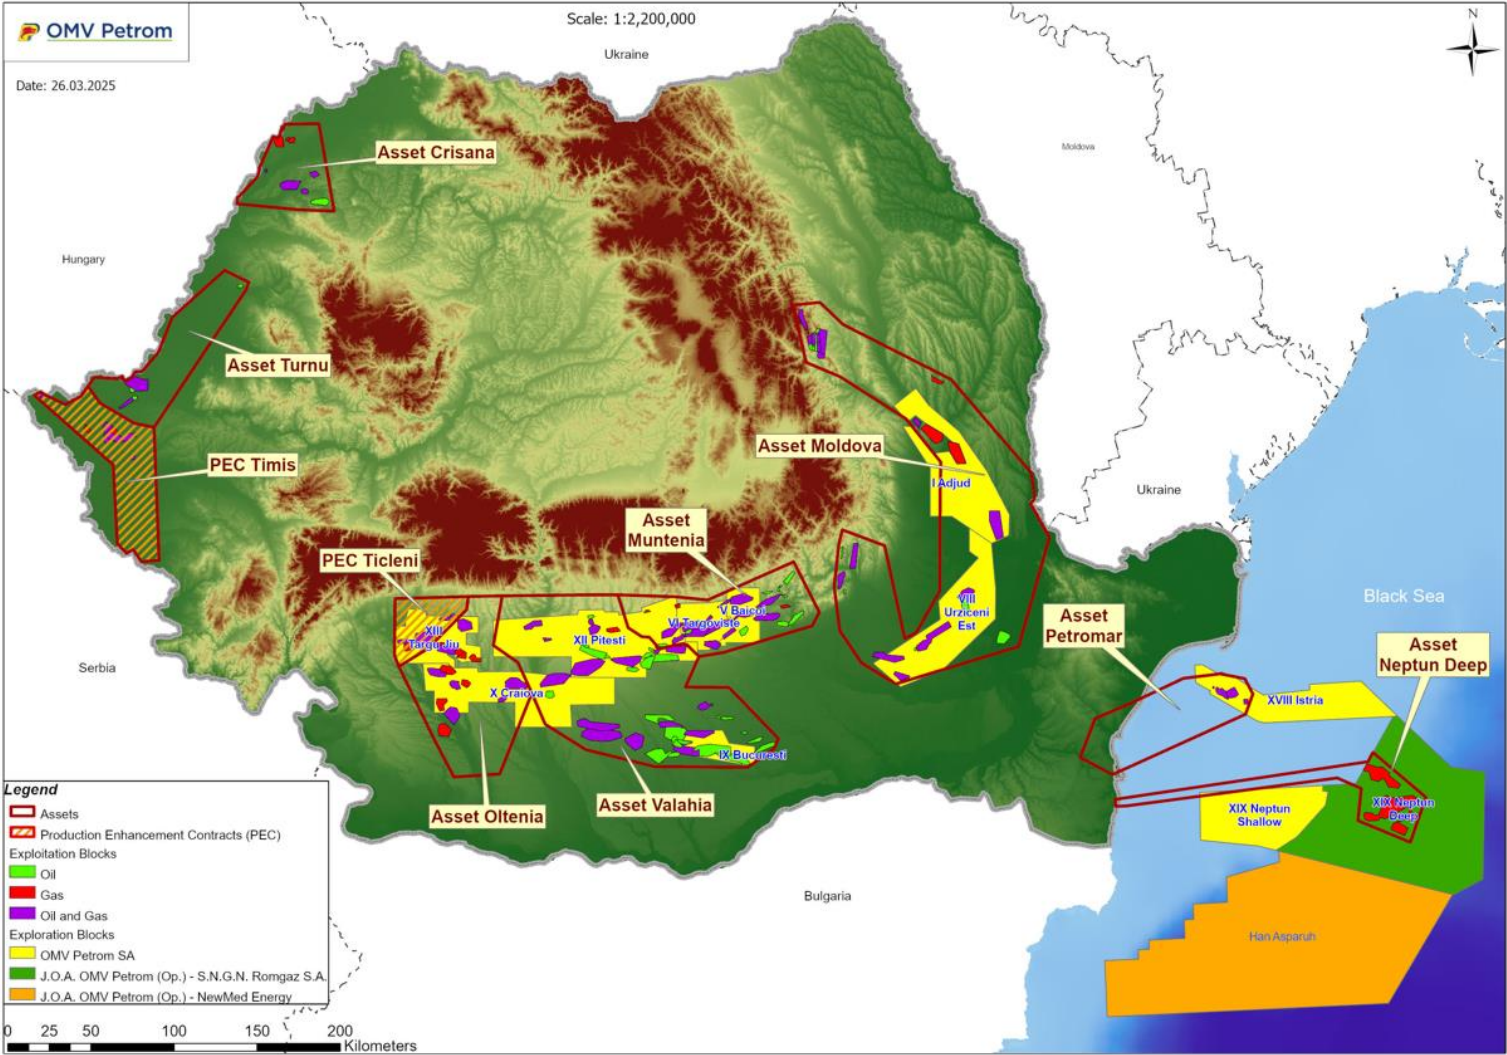 OMV Petrom
Scale: 1:2,200,000
N
Ukraine
Date: 26.03.2025
Moldova
Asset Crisana
Hungary
Asset Turnu
Asset Moldova
PEC Timis
I Adjud
Ukraine
Asset
Muntenia
PEC Ticleni
Black Sea
VIII
Urziceni
Est
V Baicoi
VI Targoviste
XII Pitesti
XIII
Targu Jiu
Asset
Petromar
Asset
Neptun Deep
Serbia
X Craiova
XVIII Istria
IX Bucuresti
Asset Valahia
Asset Oltenia
XIX Neptun
Shallow
XIX Neptun
Deep
Bulgaria
Han Asparuh
Legend
Assets
Production Enhancement Contracts (PEC)
Exploitation Blocks
Oil
Gas
Oil and Gas
Exploration Blocks
OMV Petrom SA
J.O.A. OMV Petrom (Op.) - S.N.G.N. Romgaz S.A.
J.O.A. OMV Petrom (Op.) - NewMed Energy
0 25 50 100 150 200
Kilometers